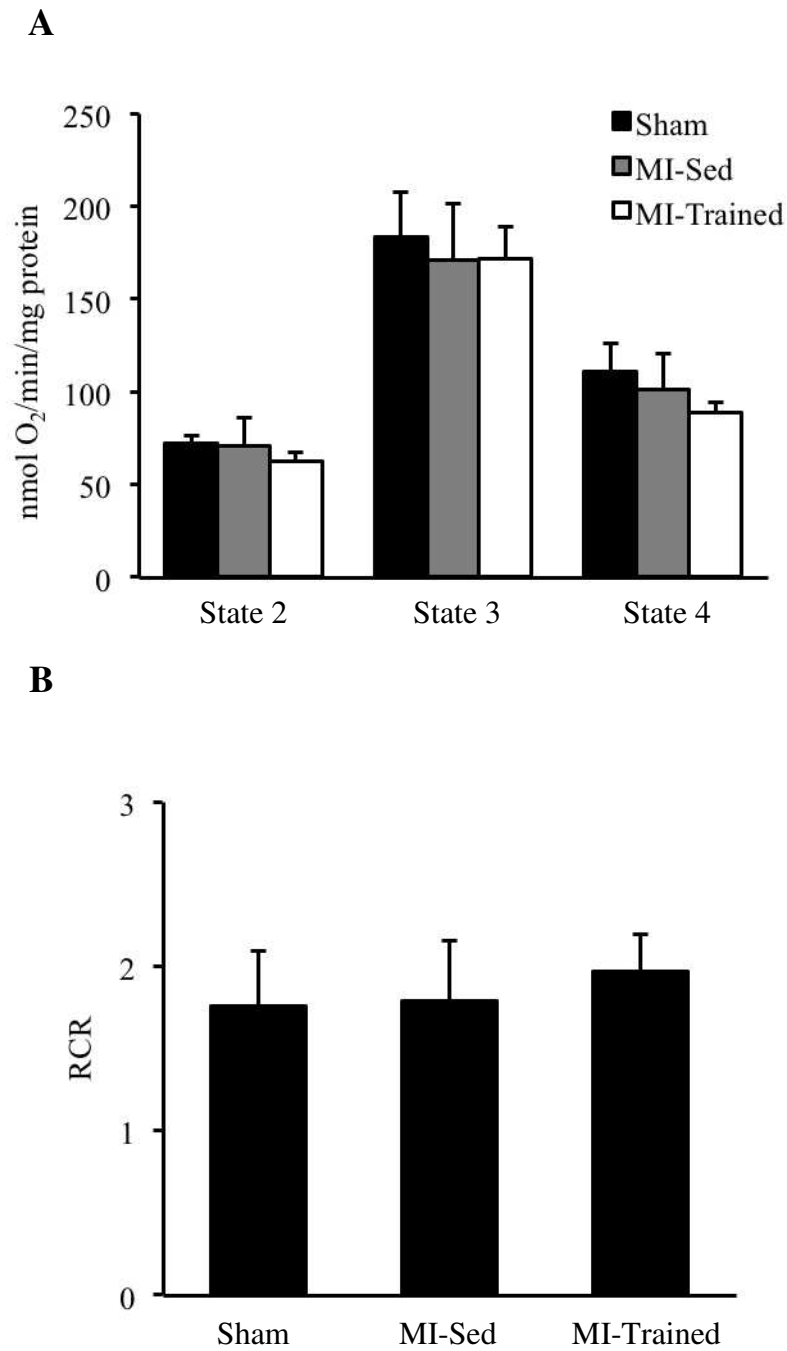 A
250
200
150
100
50
0
nmol O₂/min/mg protein
Sham
MI-Sed
MI-Trained
State 2 State 3 State 4
B
3
2
1
0
RCR
Sham MI-Sed MI-Trained